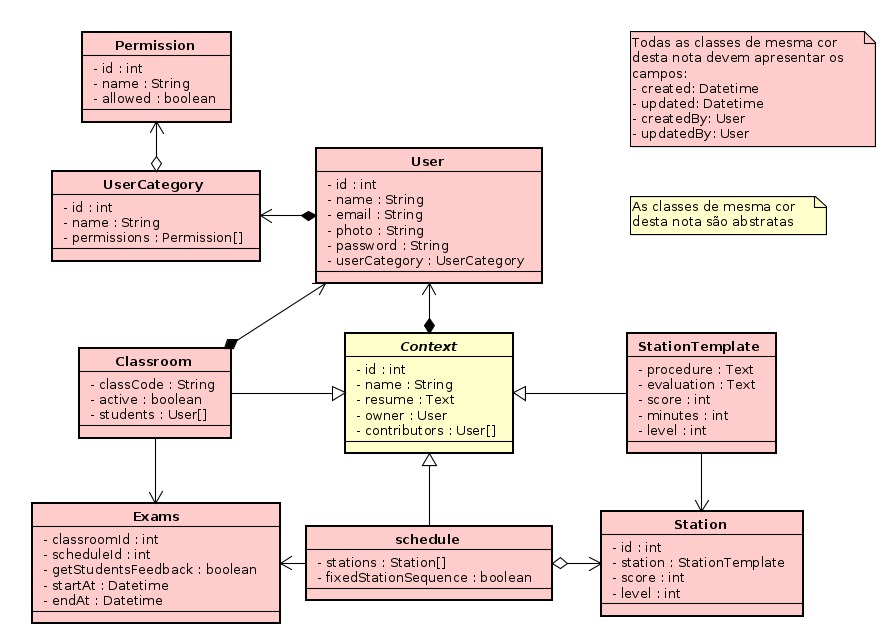 Permission
- id : int
- name : String
- allowed : boolean
Todas as classes de mesma cor
desta nota devem apresentar os
campos:
- created: Datetime
- updated: Datetime
- createdBy: User
- updatedBy: User
UserCategory
- id : int
- name : String
- permissions : Permission[]
User
- id : int
- name : String
- email : String
- photo : String
- password : String
- userCategory : UserCategory
As classes de mesma cor
desta nota são abstratas
Classroom
- classCode : String
- active : boolean
- students : User[]
Context
- id : int
- name : String
- resume : Text
- owner : User
- contributors : User[]
StationTemplate
- procedure : Text
- evaluation : Text
- score : int
- minutes : int
- level : int
Exams
- classroomId : int
- scheduleId : int
- getStudentsFeedback : boolean
- startAt : Datetime
- endAt : Datetime
schedule
- stations : Station[]
- fixedStationSequence : boolean
Station
- id : int
- station : StationTemplate
- score : int
- level : int